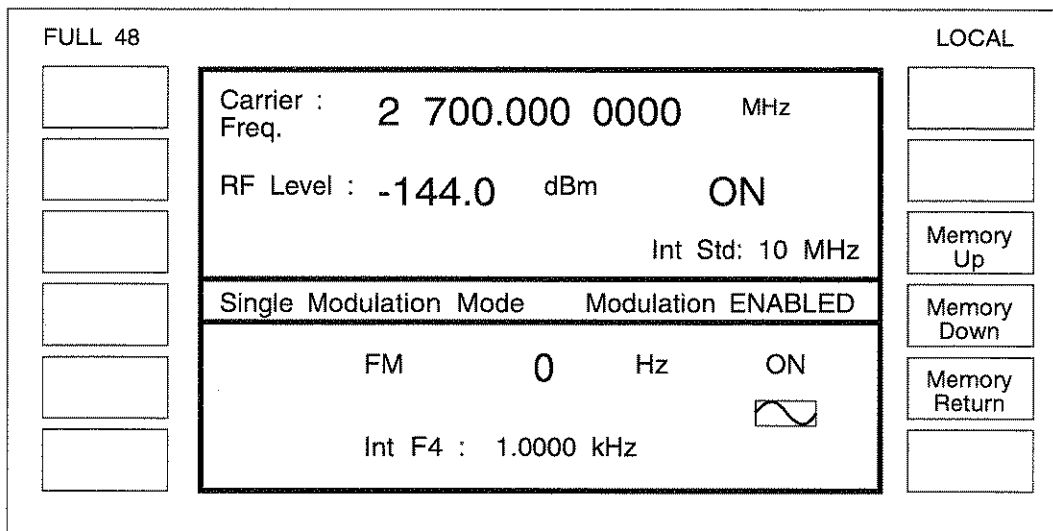 FULL 48
LOCAL
Carrier :
Freq.
2 700.000 0000 MHz
RF Level : -144.0 dBm ON
Int Std: 10 MHz
Single Modulation Mode Modulation ENABLED
FM 0 Hz ON
Int F4 : 1.0000 kHz
Memory
Up
Memory
Down
Memory
Return